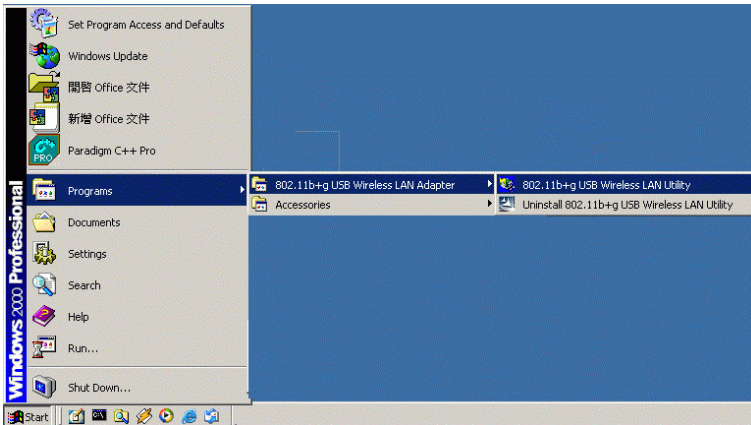 Set Program Access and Defaults
Windows Update
開啓 Office 文件
新增 Office 文件
C++
PRO
Paradigm C++ Pro
Programs
802.11b+g USB Wireless LAN Adapter
802.11b+g USB Wireless LAN Utility
Accessories
Uninstall 802.11b+g USB Wireless LAN Utility
Documents
Settings
Search
Help
Run...
Shut Down...
Windows 2000 Professional
Start